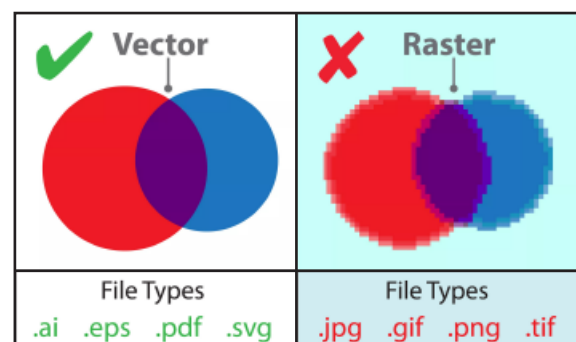 Vector
Raster
File Types
.ai .eps .pdf .svg
File Types
.jpg .gif .png .tif